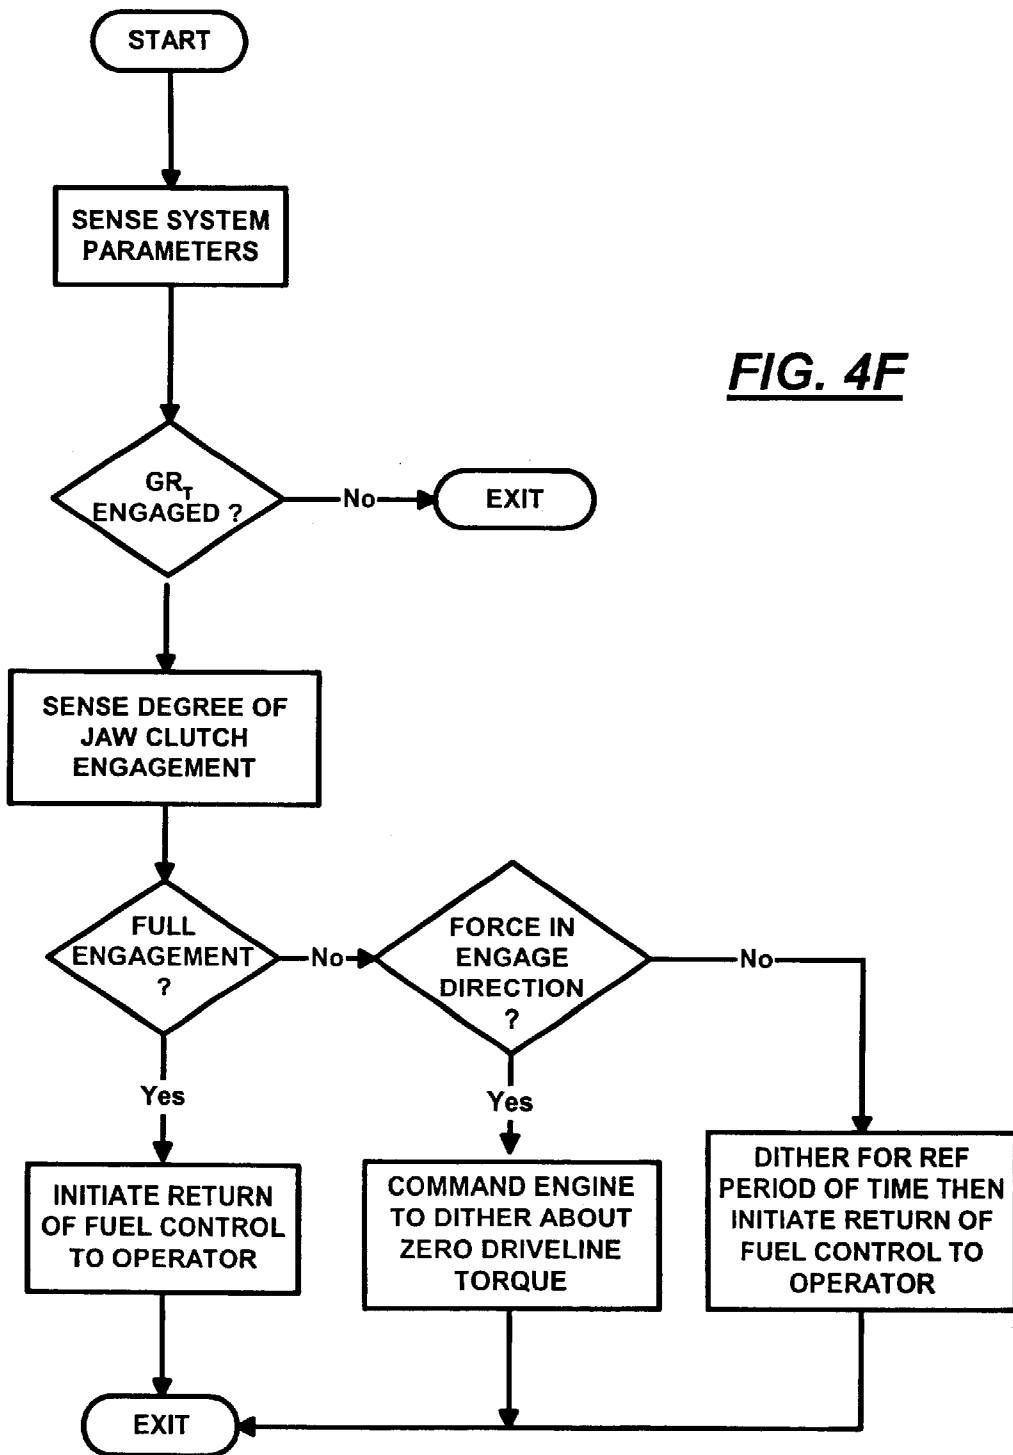 START
SENSE SYSTEM
PARAMETERS
FIG. 4F
GRT
ENGAGED ?
No
EXIT
SENSE DEGREE OF
JAW CLUTCH
ENGAGEMENT
FULL
ENGAGEMENT
?
No
FORCE IN
ENGAGE
DIRECTION
?
No
Yes
Yes
INITIATE RETURN
OF FUEL CONTROL
TO OPERATOR
COMMAND ENGINE
TO DITHER ABOUT
ZERO DRIVELINE
TORQUE
DITHER FOR REF
PERIOD OF TIME THEN
INITIATE RETURN OF
FUEL CONTROL TO
OPERATOR
EXIT